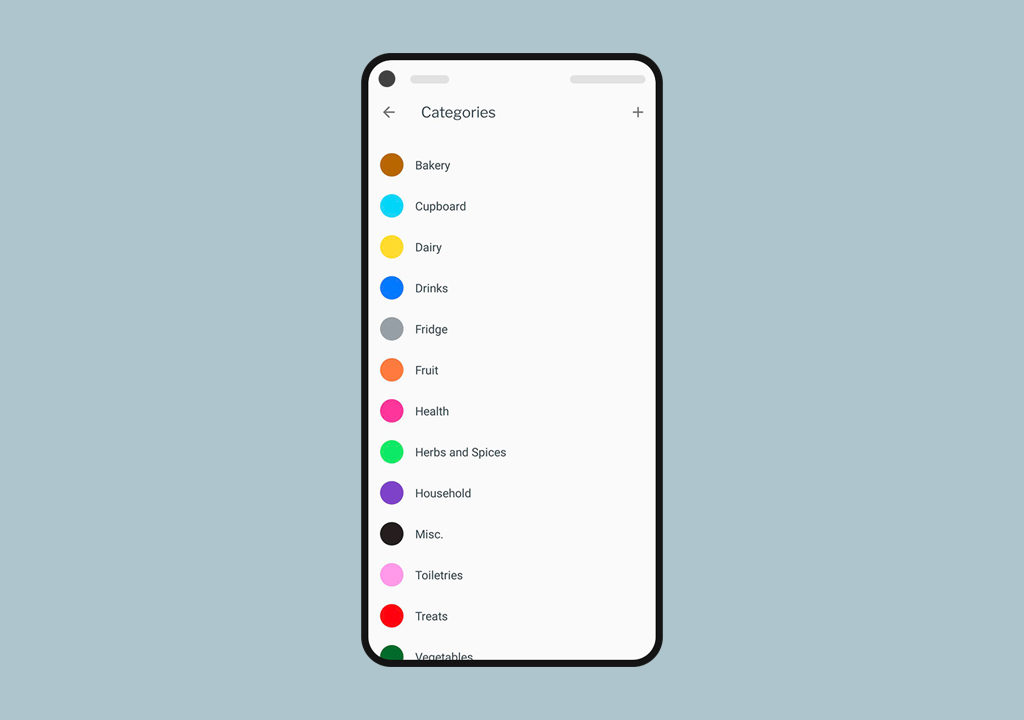 Categories
Bakery
Cupboard
Dairy
Drinks
Fridge
Fruit
Health
Herbs and Spices
Household
Misc.
Toiletries
Treats
Vegetables